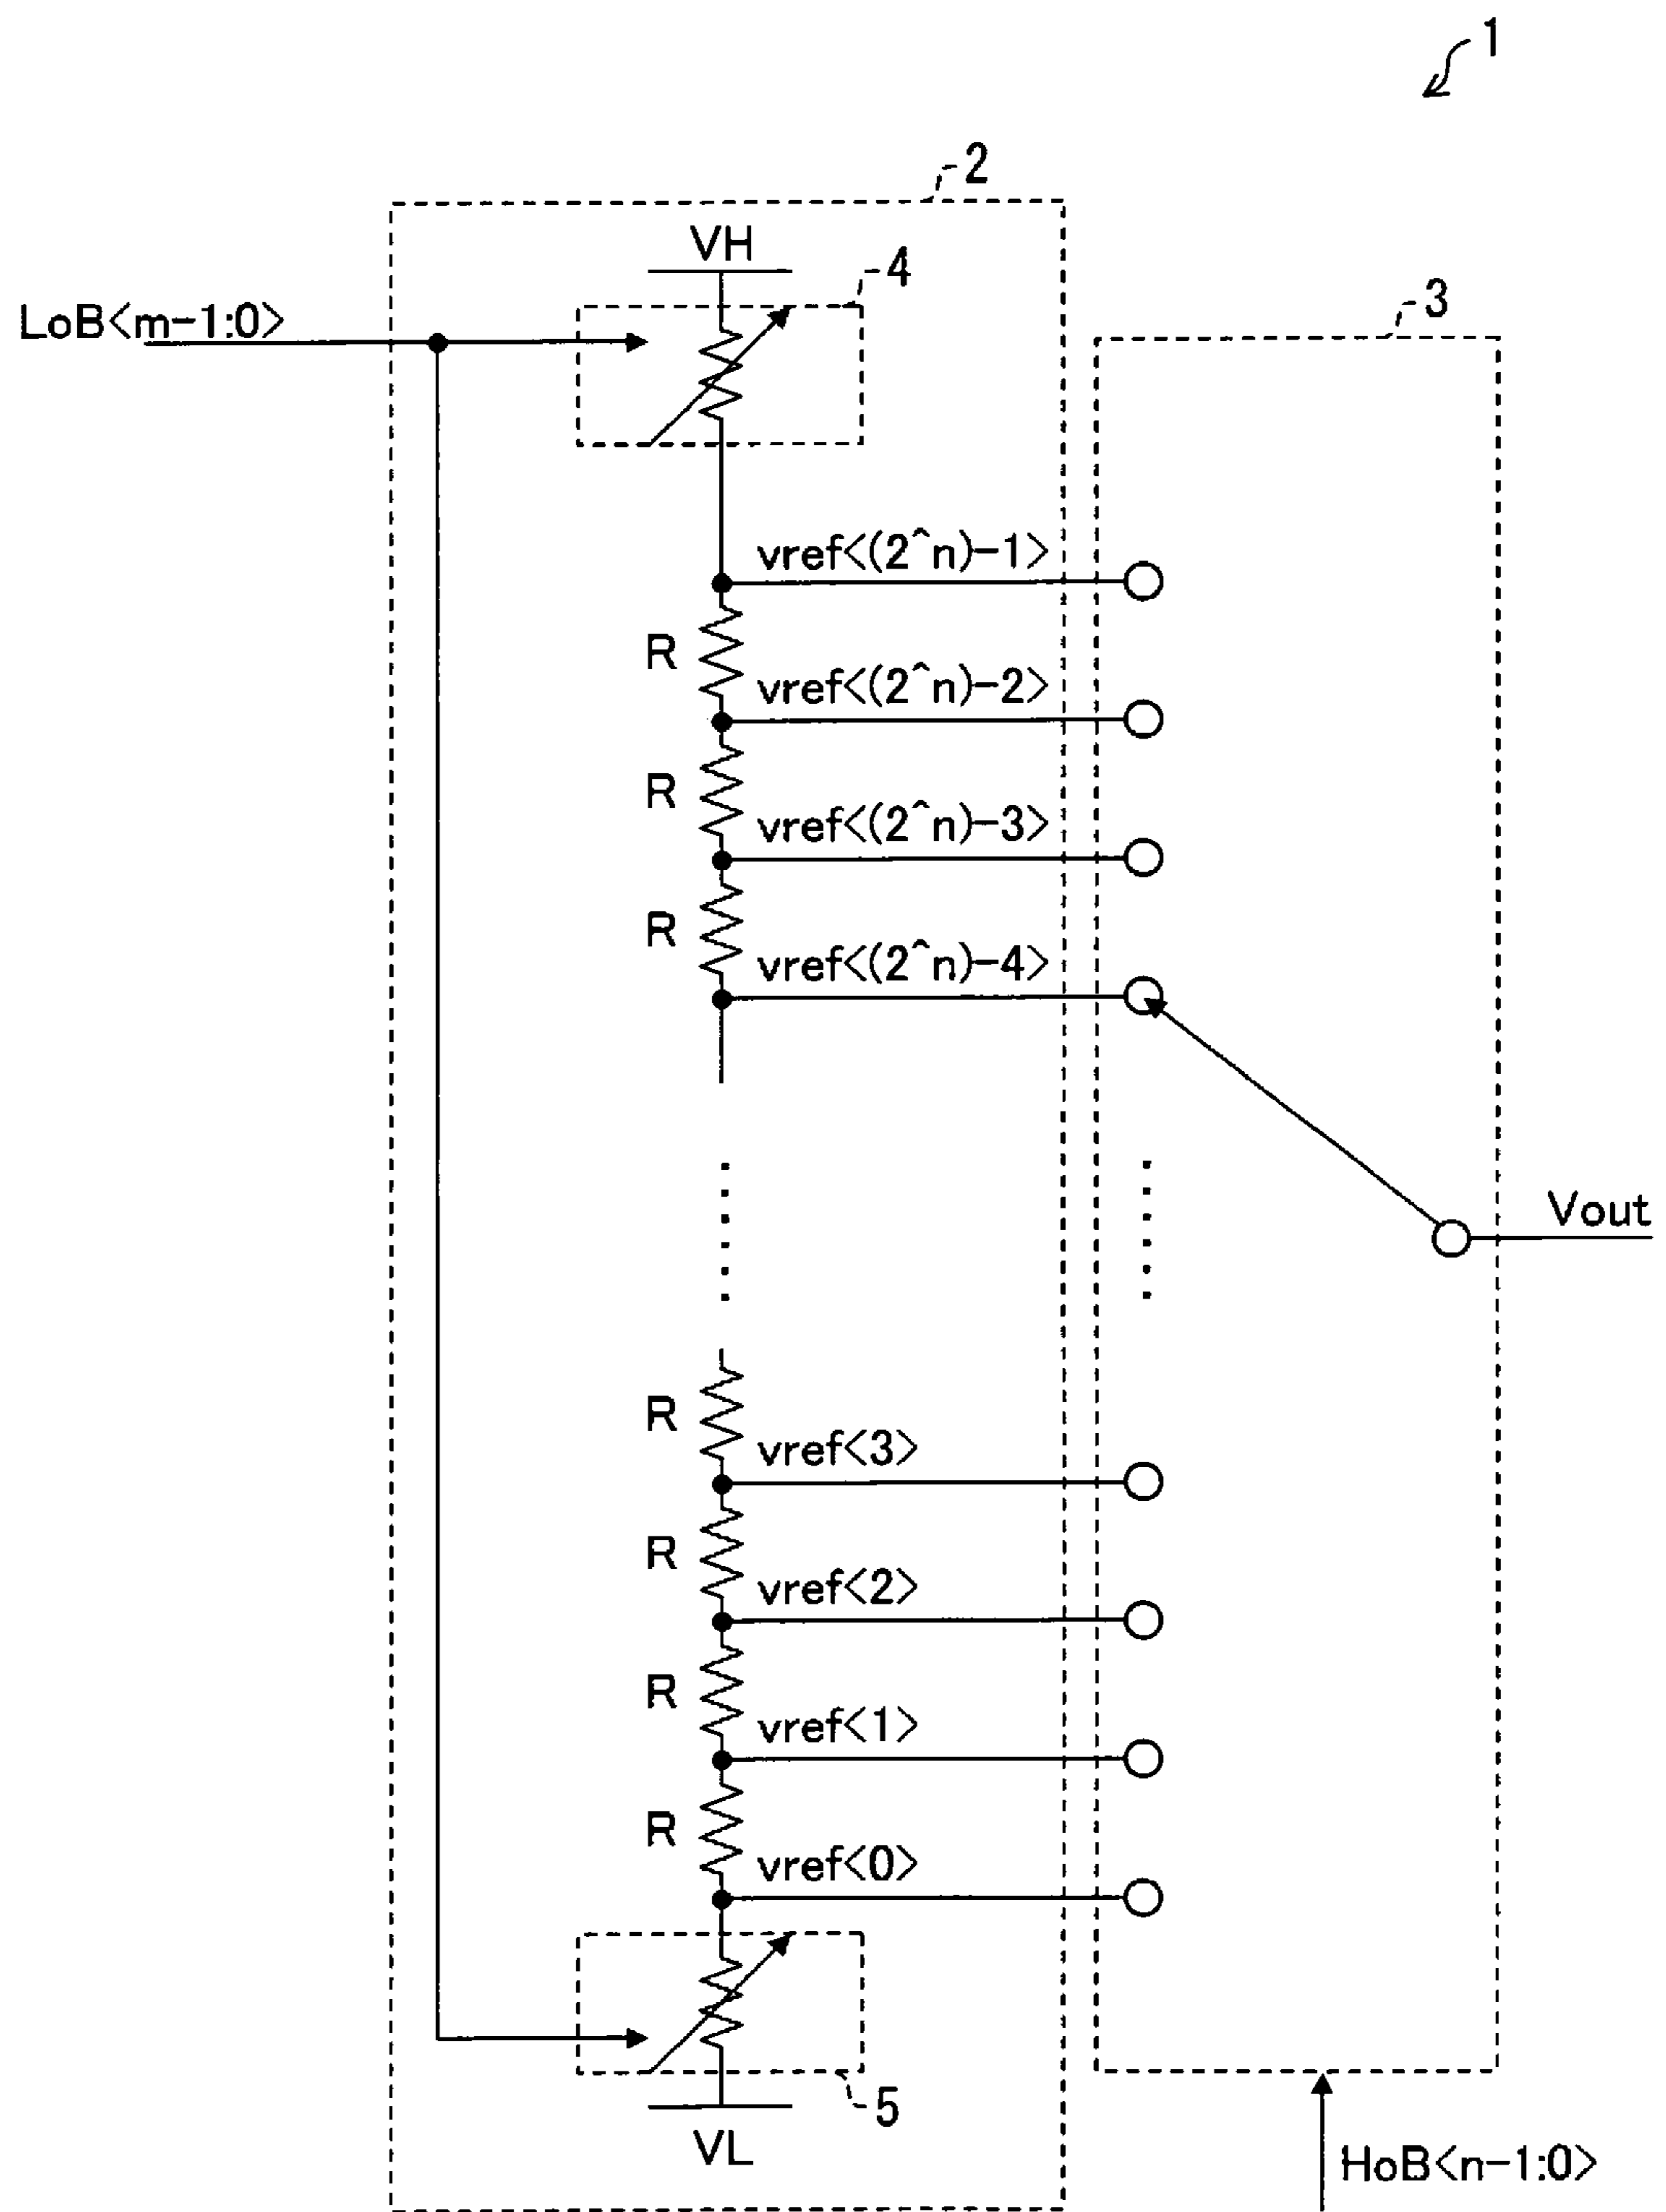 1
2
VH
4
LoB<m-1:0>
3
vref<(2^n)-1>
R
vref<(2^n)-2>
R
vref<(2^n)-3>
R
vref<(2^n)-4>
Vout
R
vref<3>
R
vref<2>
R
vref<1>
R
vref<0>
5
VL
HoB<n-1:0>